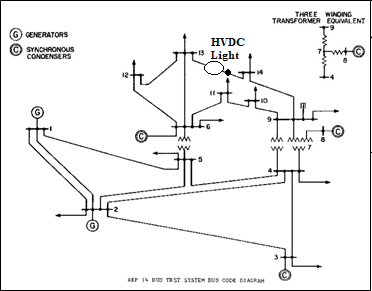 THREE WINDING
TRANSFORMER EQUIVALENT
9
7
8
C
4
G GENERATORS
C SYNCHRONOUS
CONDENSERS
HVDC
Light
13
14
12
11
10
9
C
6
8
C
7
G
1
5
4
2
G
3
C
AEP 14 BUS TEST SYSTEM BUS CODE DIAGRAM